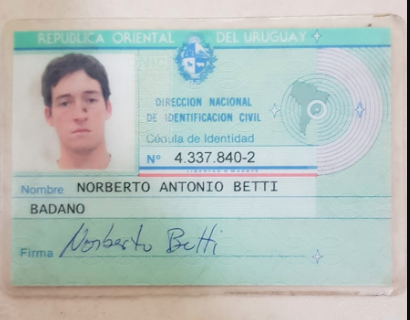 REPUBLICA ORIENTAL DEL URUGUAY
DIRECCION NACIONAL
DE IDENTIFICACION CIVIL
Cédula de Identidad
Nº 4.337.840-2
Nombre NORBERTO ANTONIO BETTI
BADANO
Firma Norberto Betti